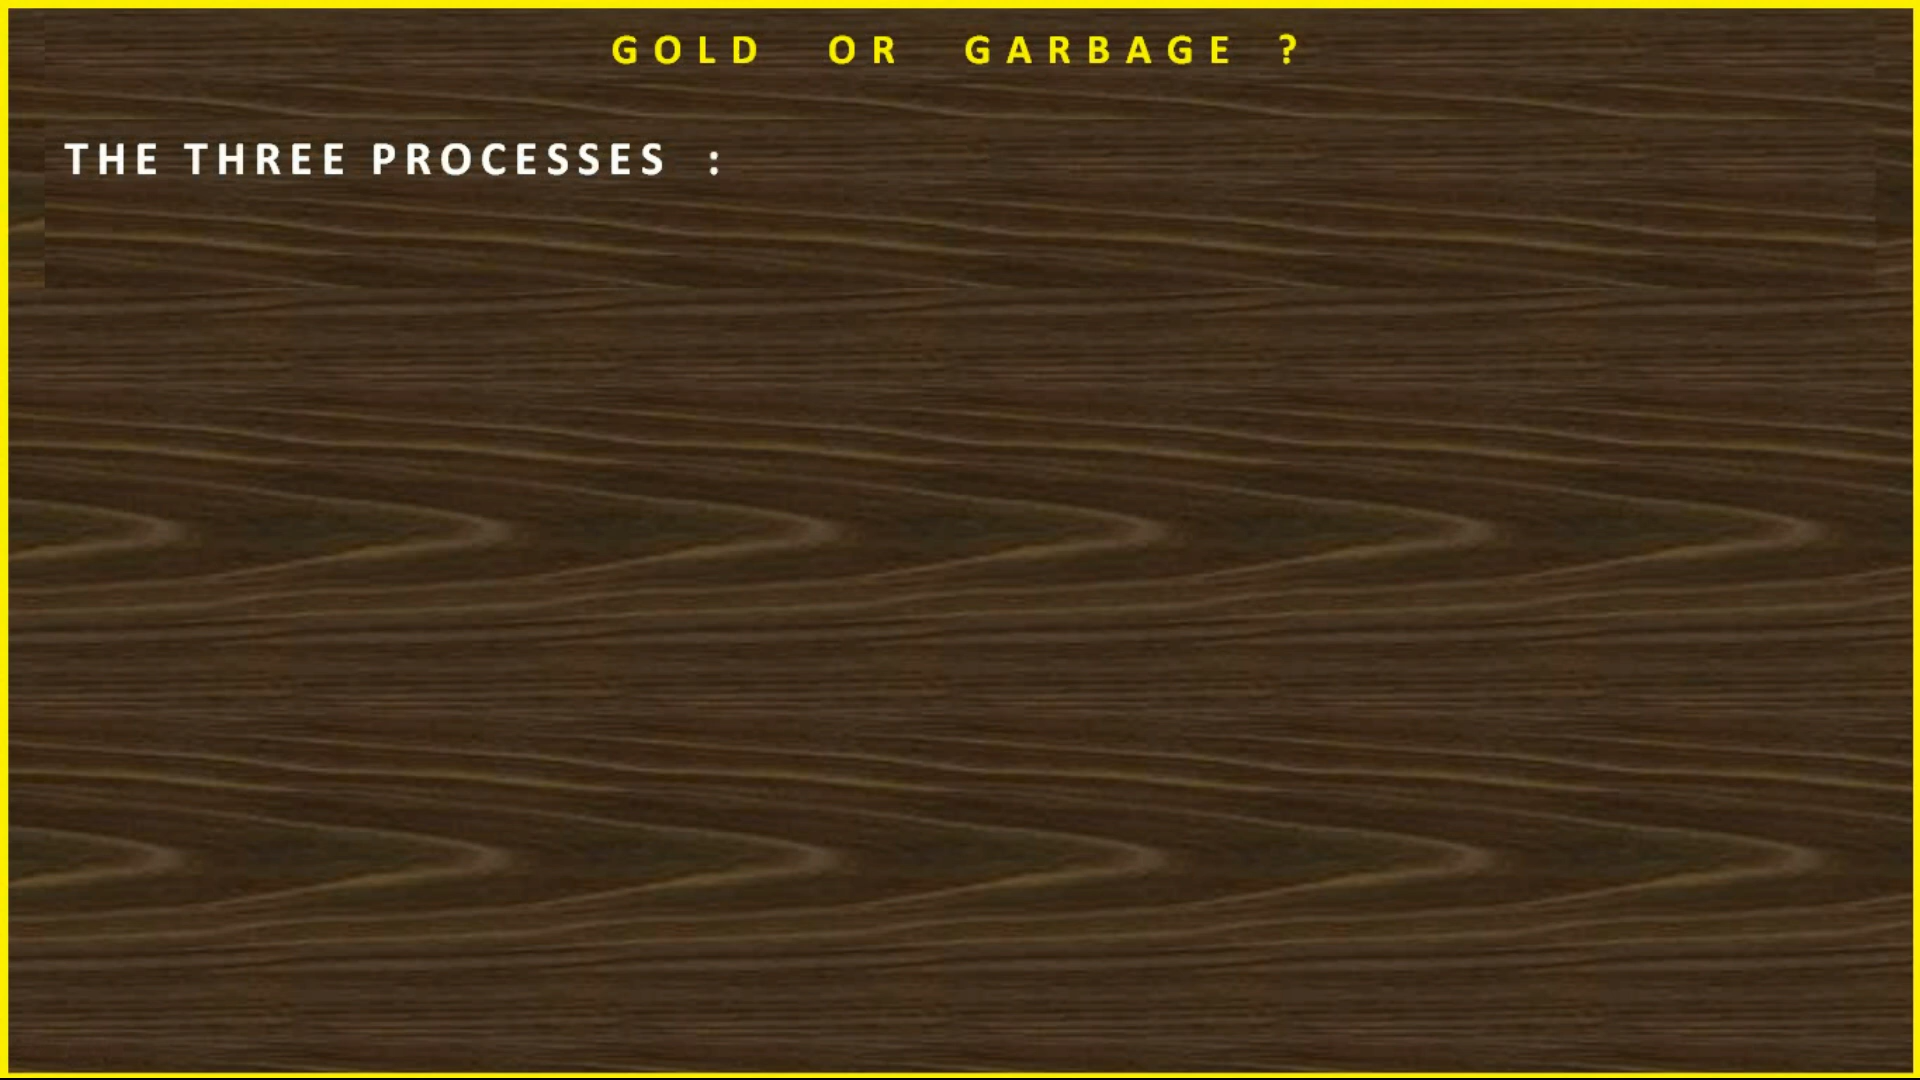 GOLD OR GARBAGE ?
THE THREE PROCESSES :